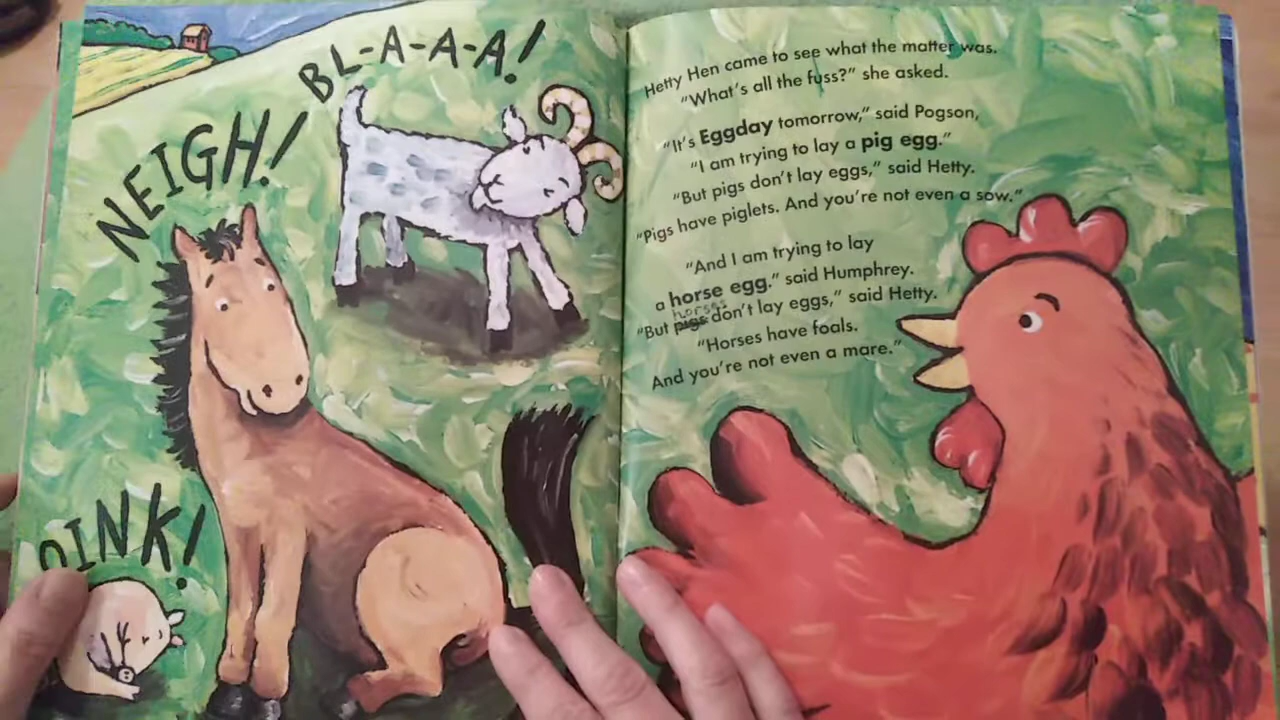 BL-A-A-A!
NEIGH!
OINK!
Hetty Hen came to see what the matter was.
"What's all the fuss?" she asked.
"It's Eggday tomorrow," said Pogson,
"I am trying to lay a pig egg."
"But pigs don't lay eggs," said Hetty.
"Pigs have piglets. And you're not even a sow."
"And I am trying to lay
a horse egg." said Humphrey.
horses
"But pigs don't lay eggs," said Hetty.
"Horses have foals.
And you're not even a mare."